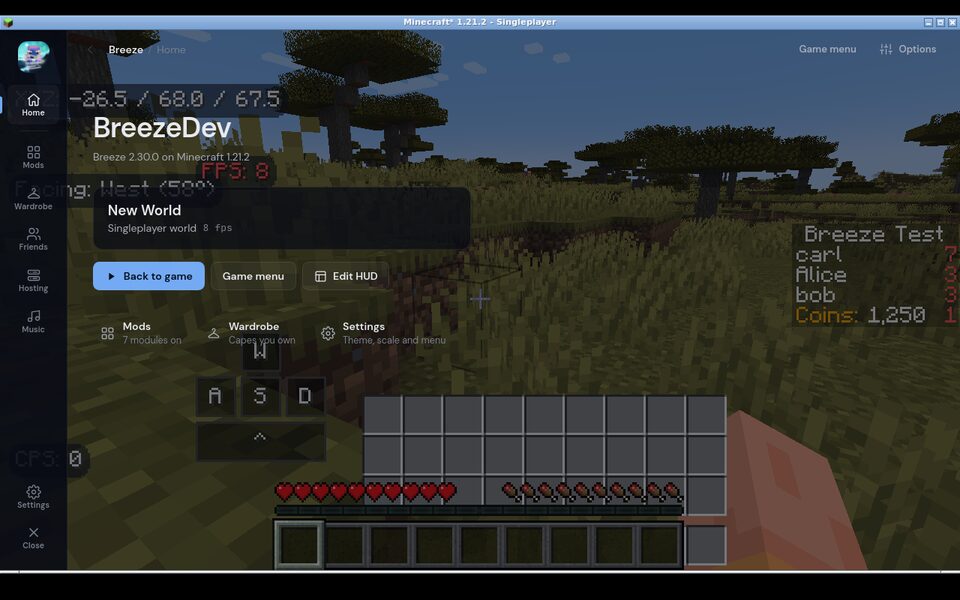 Minecraft* 1.21.2 - Singleplayer
Breeze / Home
Game menu
Options
Home
-26.5 / 68.0 / 67.5
BreezeDev
Breeze 2.30.0 on Minecraft 1.21.2
FPS: 8
Mods
Facing: West (589)
Wardrobe
New World
Singleplayer world 8 fps
Friends
Breeze Test
carl 7
Alice 3
bob 3
Coins: 1,250 1
Hosting
Back to game
Game menu
Edit HUD
Music
Mods
7 modules on
Wardrobe
Capes you own
Settings
Theme, scale and menu
W
A S D
^
CPS: 0
Settings
Close